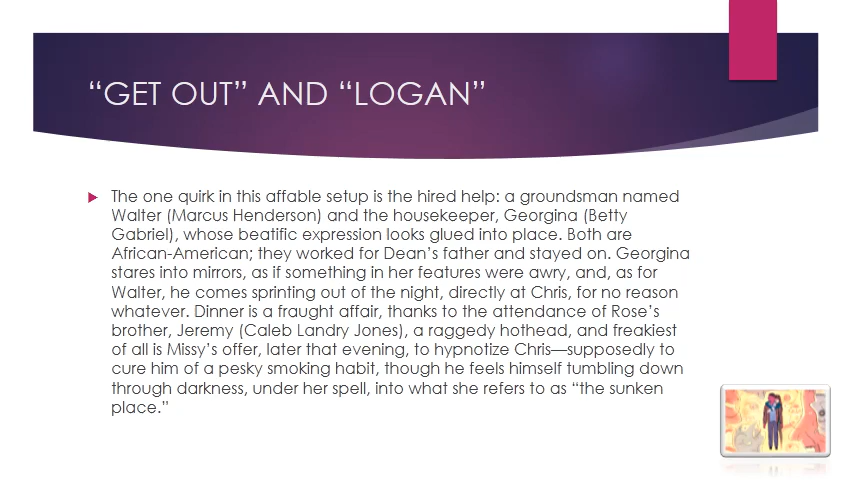 “GET OUT” AND “LOGAN”
The one quirk in this affable setup is the hired help: a groundsman named
Walter (Marcus Henderson) and the housekeeper, Georgina (Betty
Gabriel), whose beatific expression looks glued into place. Both are
African-American; they worked for Dean’s father and stayed on. Georgina
stares into mirrors, as if something in her features were awry, and, as for
Walter, he comes sprinting out of the night, directly at Chris, for no reason
whatever. Dinner is a fraught affair, thanks to the attendance of Rose’s
brother, Jeremy (Caleb Landry Jones), a raggedy hothead, and freakiest
of all is Missy’s offer, later that evening, to hypnotize Chris—supposedly to
cure him of a pesky smoking habit, though he feels himself tumbling down
through darkness, under her spell, into what she refers to as “the sunken
place.”